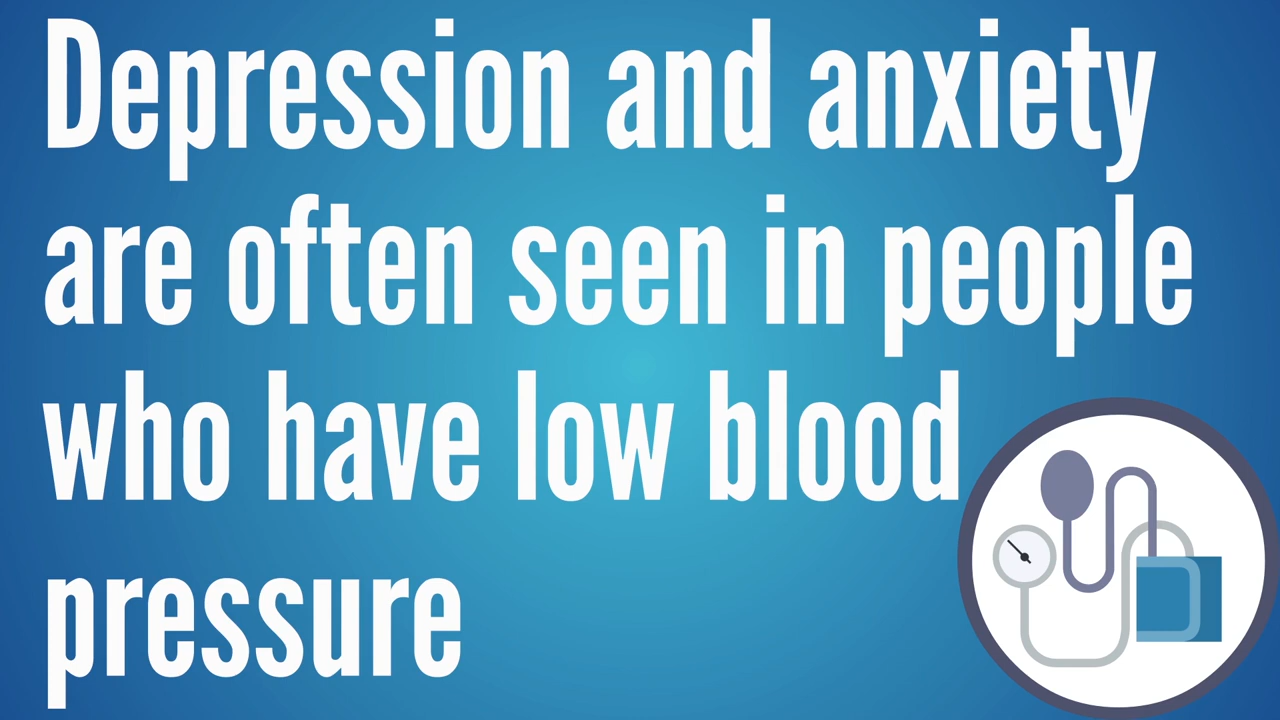 Depression and anxiety
are often seen in people
who have low blood
pressure